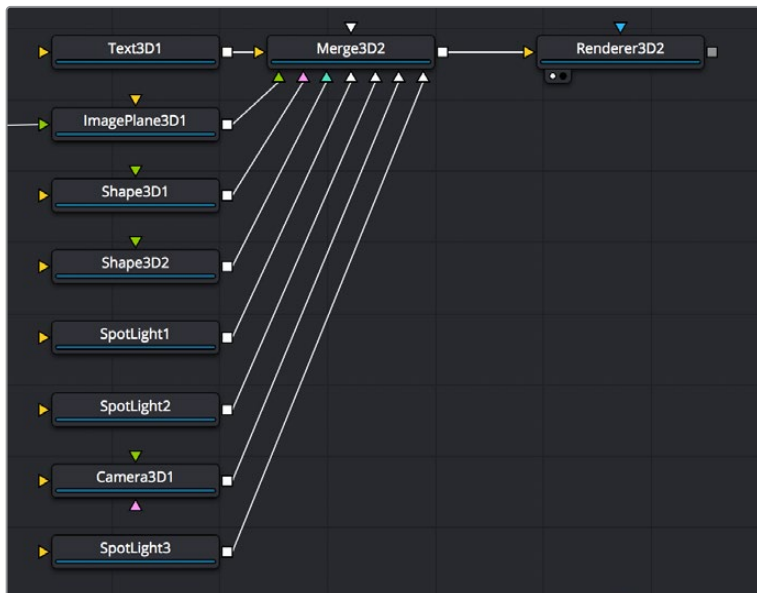 Text3D1
Merge3D2
Renderer3D2
ImagePlane3D1
Shape3D1
Shape3D2
SpotLight1
SpotLight2
Camera3D1
SpotLight3